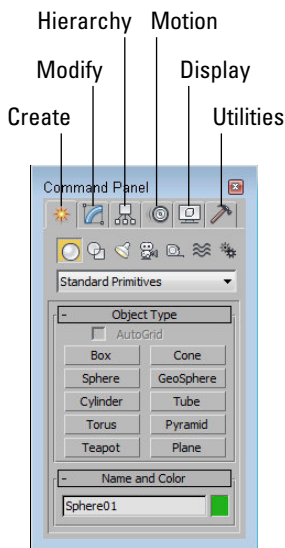 Hierarchy Motion
Modify Display
Create Utilities
Command Panel
Standard Primitives
- Object Type
AutoGrid
Box Cone
Sphere GeoSphere
Cylinder Tube
Torus Pyramid
Teapot Plane
- Name and Color
Sphere01